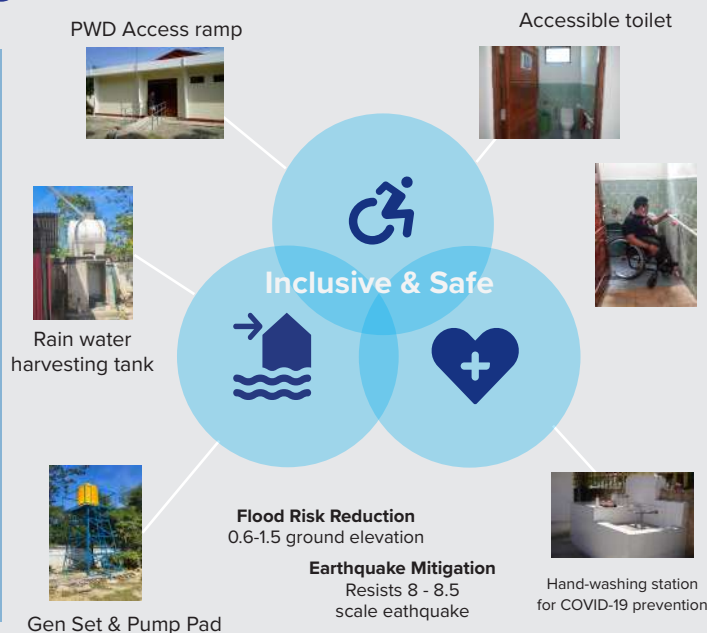 PWD Access ramp
Accessible toilet
Inclusive & Safe
Rain water
harvesting tank
Flood Risk Reduction
0.6-1.5 ground elevation
Earthquake Mitigation
Resists 8 - 8.5
scale eathquake
Hand-washing station
for COVID-19 prevention
Gen Set & Pump Pad